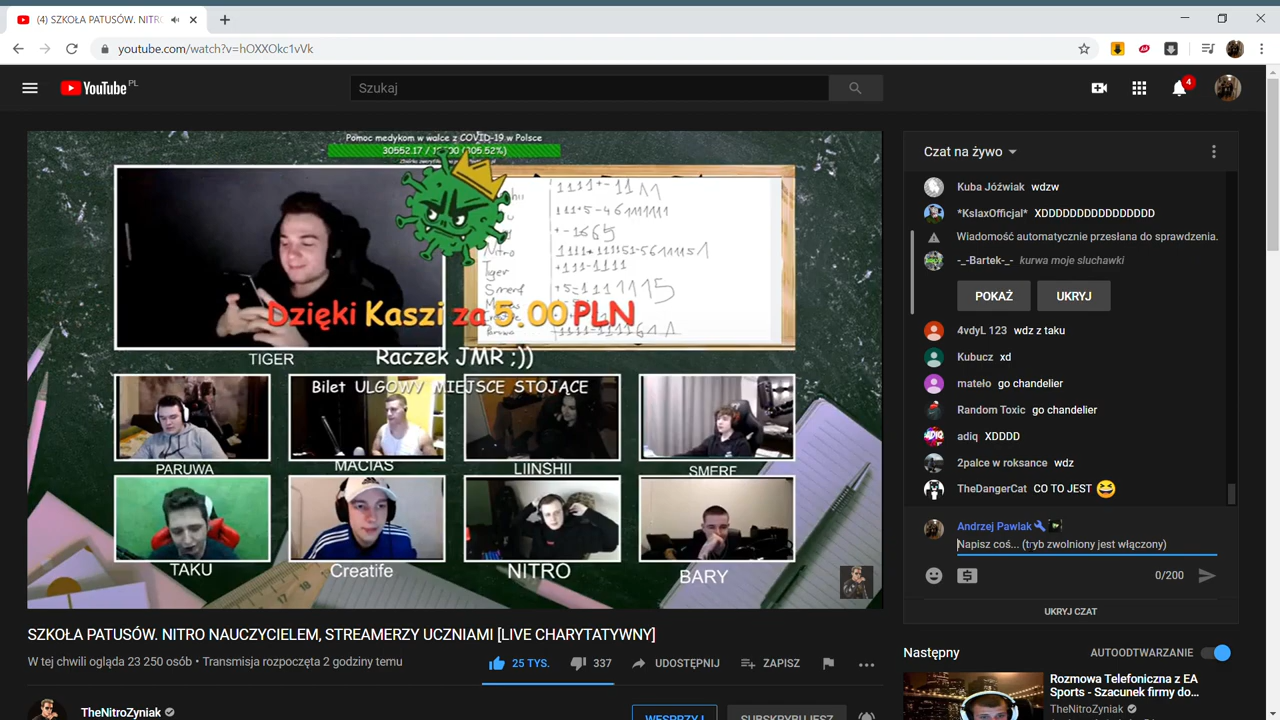 (4) SZKOŁA PATUSÓW. NITRO
youtube.com/watch?v=hOXXOkc1vVk
YouTube PL
Szukaj
4
Pomoc medykom w walce z COVID-19 w Polsce
Dzięki Kaszi za 5.00 PLN
Raczek JMR ;))
Bilet ULGOWY MIEJSCE STOJĄCE
Nitro
Tiger
Smerf
TIGER
PARUWA
MACIAS
LIINSHII
SMERF
TAKU
Creatife
NITRO
BARY
SZKOŁA PATUSÓW. NITRO NAUCZYCIELEM, STREAMERZY UCZNIAMI [LIVE CHARYTATYWNY]
W tej chwili ogląda 23 250 osób • Transmisja rozpoczęta 2 godziny temu
25 TYS.
337
UDOSTĘPNIJ
ZAPISZ
TheNitroZyniak
WESPRZYJ
SUBSKRYBUJESZ
Czat na żywo
Kuba Jóźwiak wdzw
*KsIaxOfficjal* XDDDDDDDDDDDDDDDDD
Wiadomość automatycznie przesłana do sprawdzenia.
-_-Bartek-_- kurwa moje sluchawki
POKAŻ
UKRYJ
4vdyL 123 wdz z taku
Kubucz xd
mateło go chandelier
Random Toxic go chandelier
adiq XDDDD
2palce w roksance wdz
TheDangerCat CO TO JEST 😆
Andrzej Pawlak
Napisz coś... (tryb zwolniony jest włączony)
0/200
UKRYJ CZAT
Następny
AUTOODTWARZANIE
Rozmowa Telefoniczna z EA
Sports - Szacunek firmy do...
TheNitroZyniak